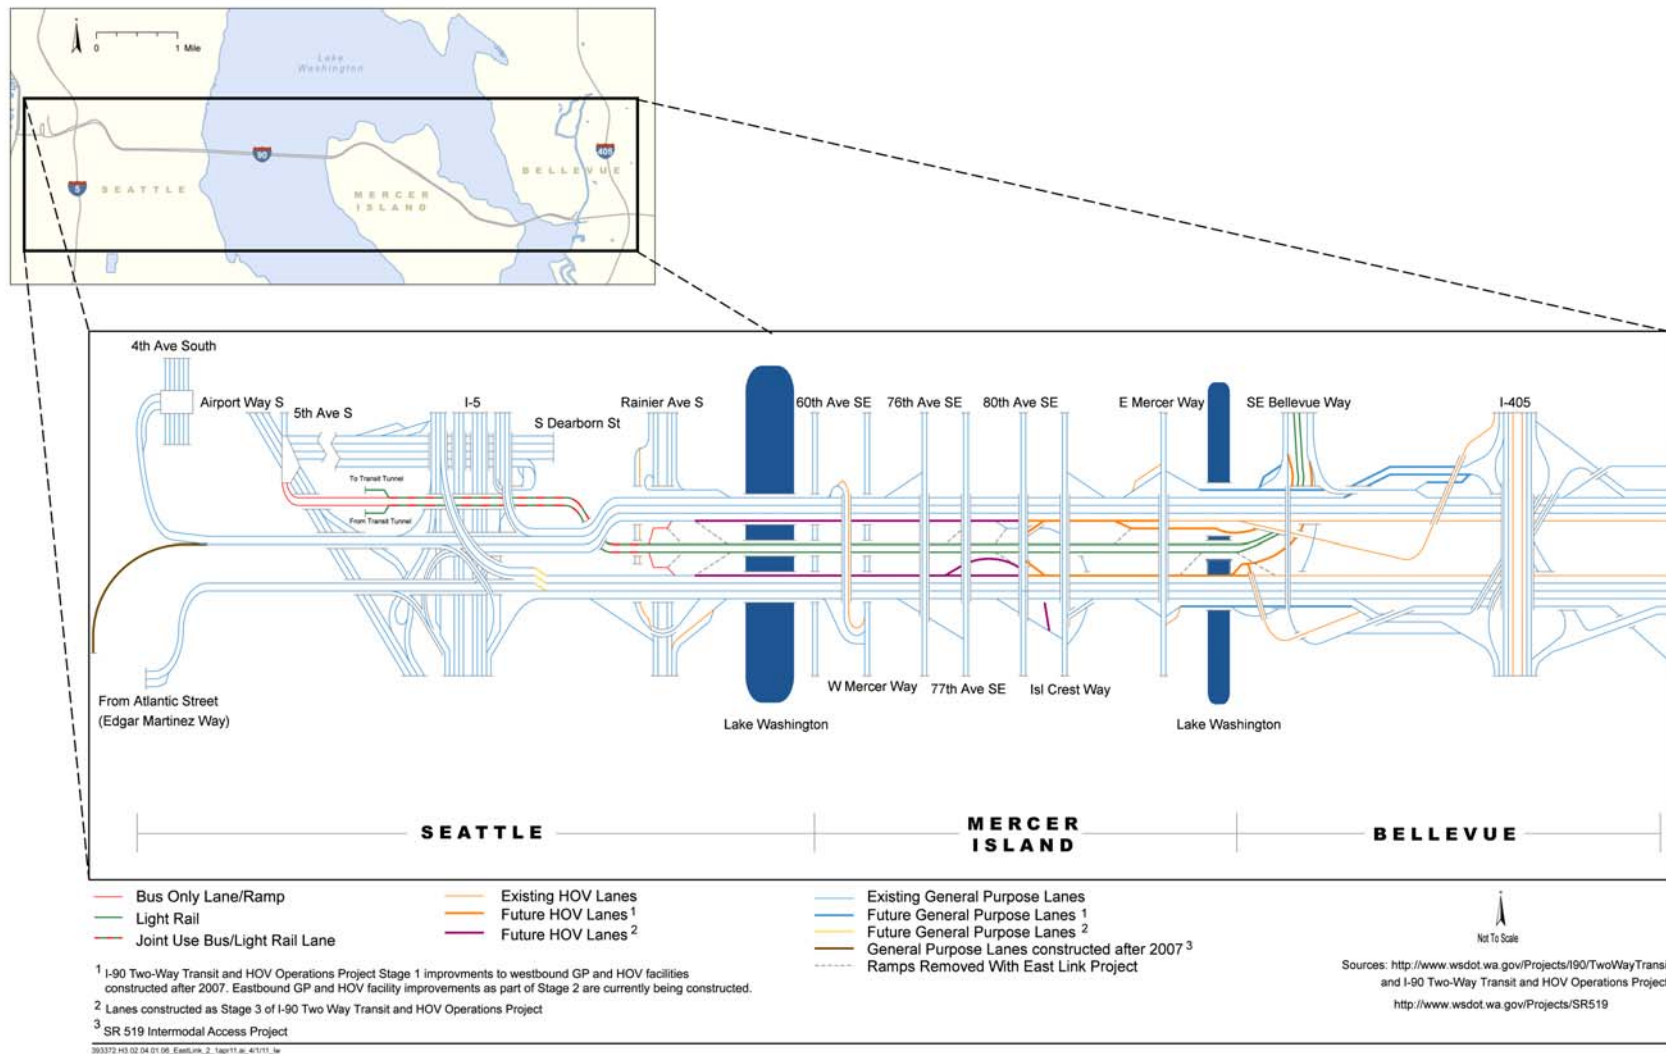 0 1 Mile
Lake
Washington
90
405
5
SEATTLE
MERCER
ISLAND
BELLEVUE
4th Ave South
Airport Way S
5th Ave S
I-5
S Dearborn St
Rainier Ave S
60th Ave SE
76th Ave SE
80th Ave SE
E Mercer Way
SE Bellevue Way
I-405
To Transit Tunnel
From Transit Tunnel
From Atlantic Street
(Edgar Martinez Way)
Lake Washington
W Mercer Way
77th Ave SE
Isl Crest Way
Lake Washington
SEATTLE
MERCER
ISLAND
BELLEVUE
Bus Only Lane/Ramp
Light Rail
Joint Use Bus/Light Rail Lane
Existing HOV Lanes
Future HOV Lanes 1
Future HOV Lanes 2
Existing General Purpose Lanes
Future General Purpose Lanes 1
Future General Purpose Lanes 2
General Purpose Lanes constructed after 2007 3
Ramps Removed With East Link Project
Not To Scale
1 I-90 Two-Way Transit and HOV Operations Project Stage 1 improvments to westbound GP and HOV facilities
constructed after 2007. Eastbound GP and HOV facility improvements as part of Stage 2 are currently being constructed.
2 Lanes constructed as Stage 3 of I-90 Two Way Transit and HOV Operations Project
3 SR 519 Intermodal Access Project
Sources: http://www.wsdot.wa.gov/Projects/I90/TwoWayTransi
and I-90 Two-Way Transit and HOV Operations Project
http://www.wsdot.wa.gov/Projects/SR519